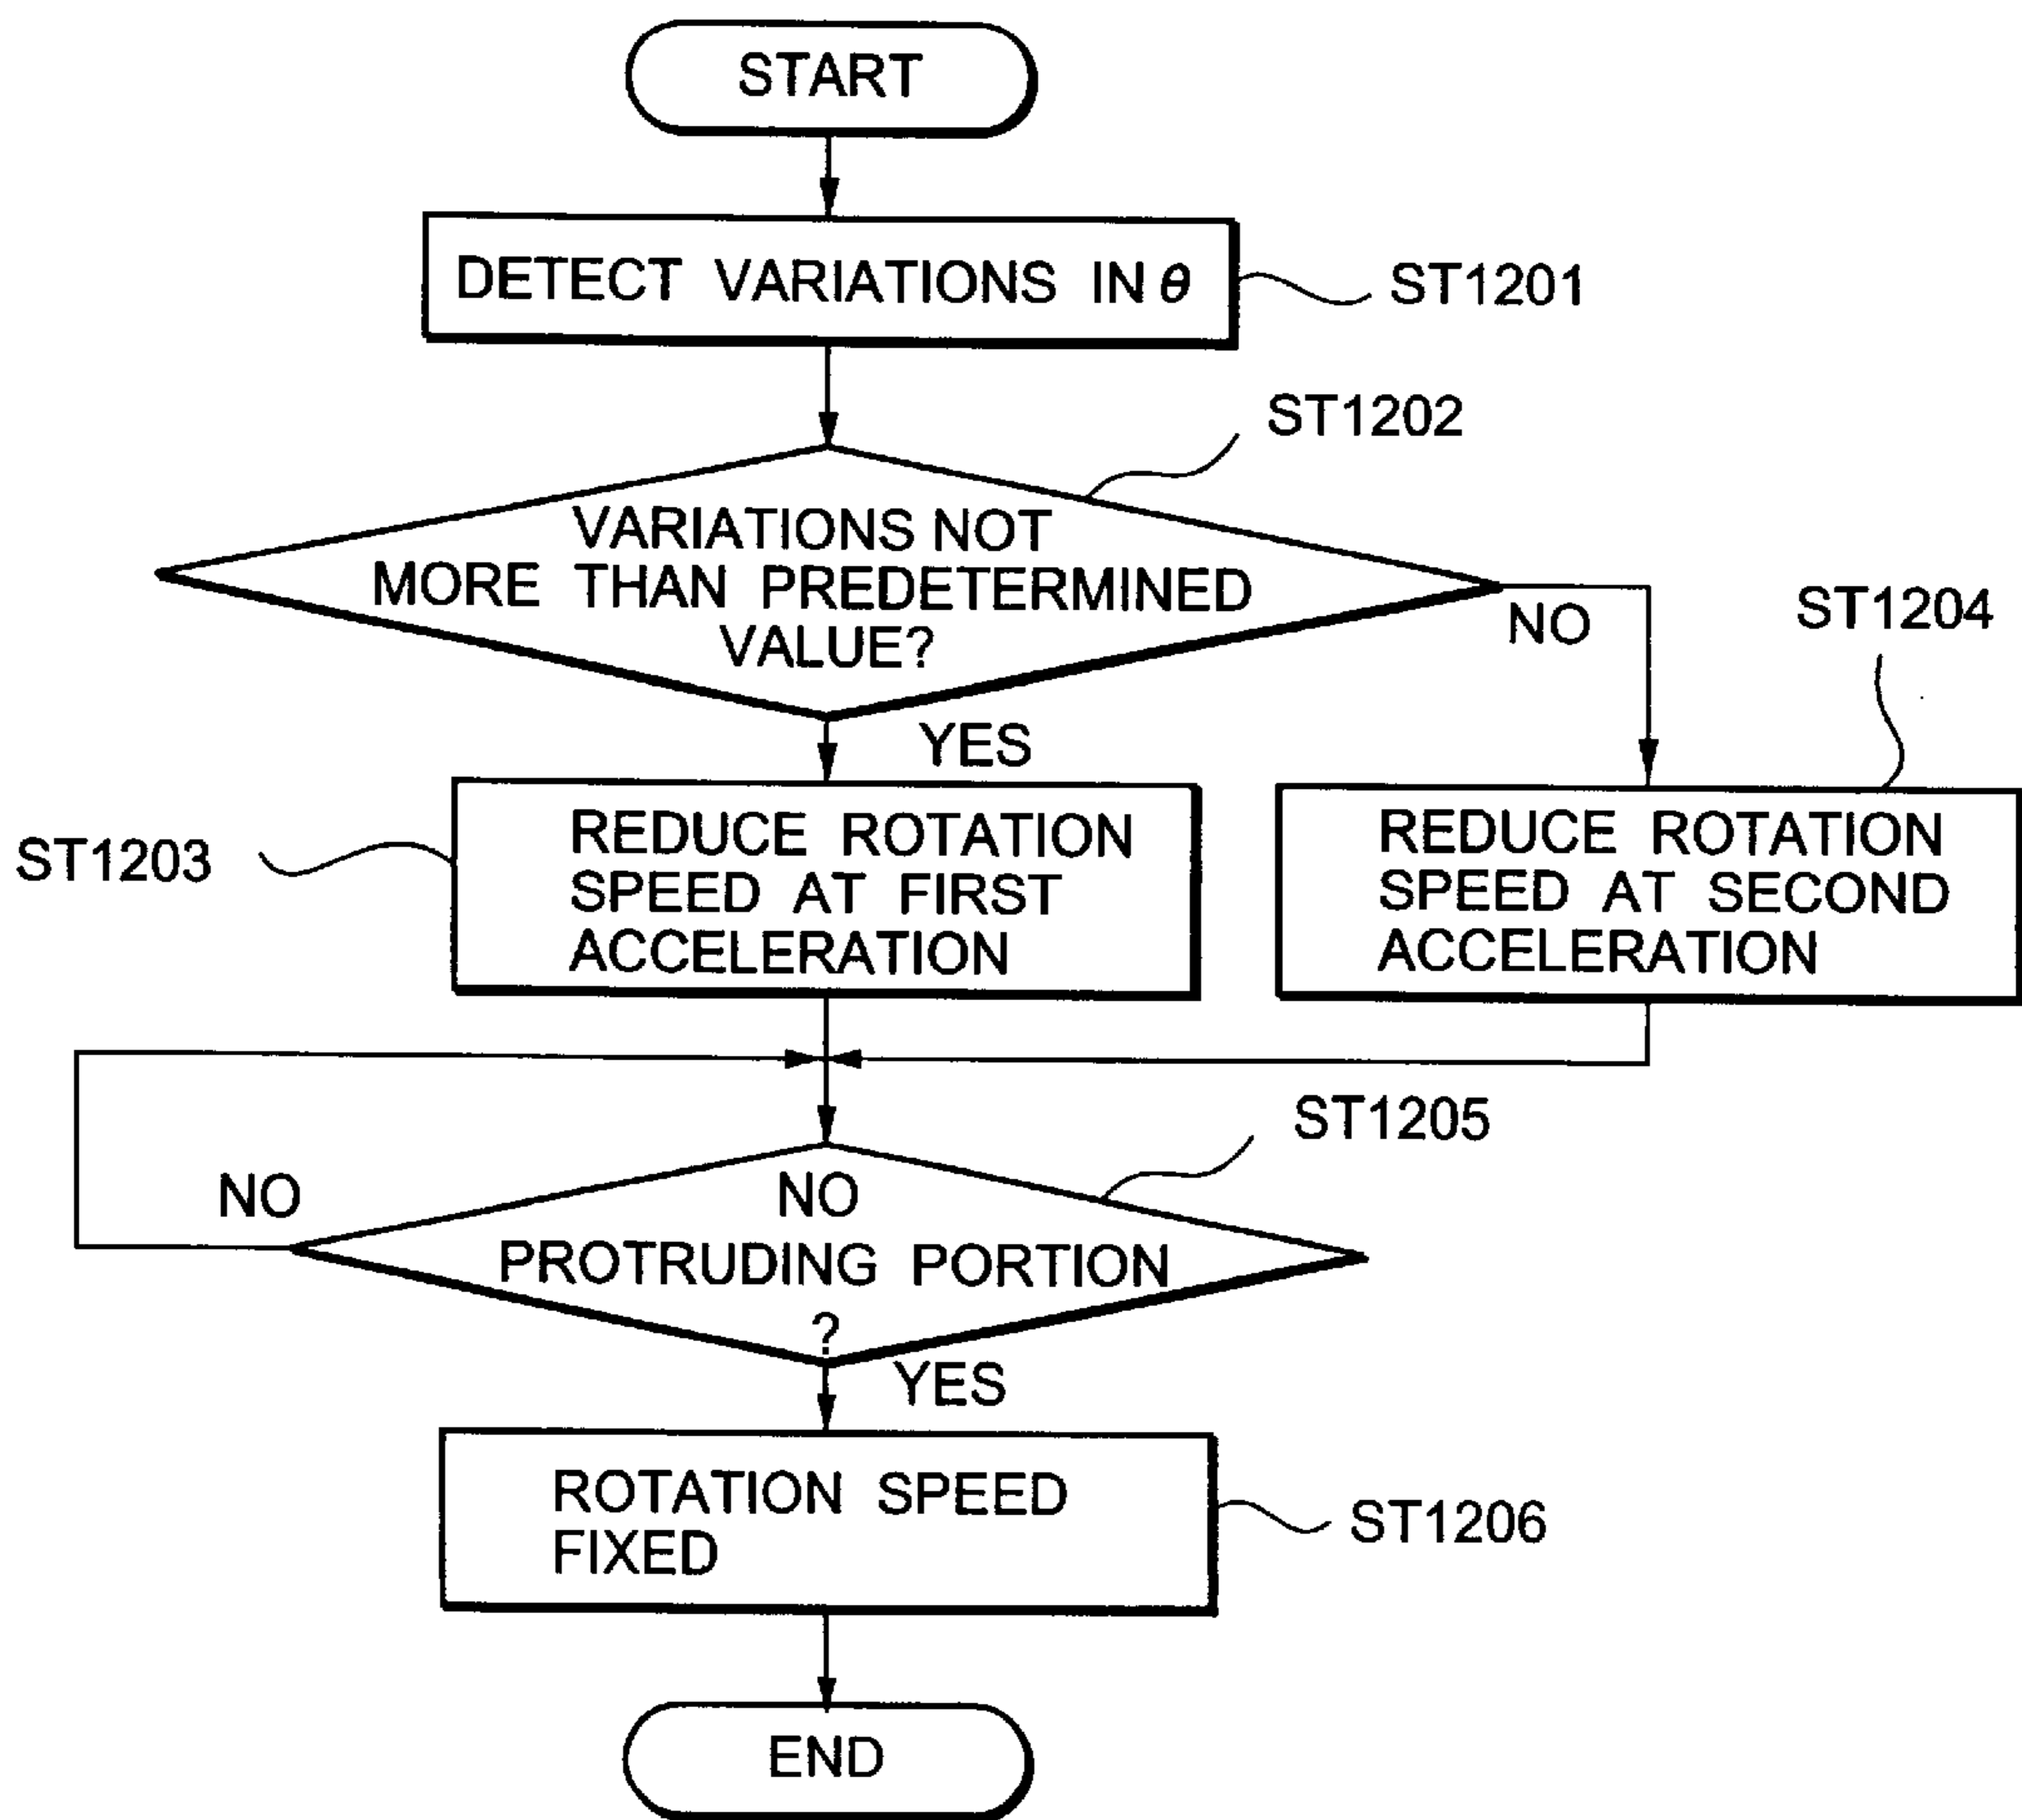 START
DETECT VARIATIONS IN θ
ST1201
ST1202
VARIATIONS NOT
MORE THAN PREDETERMINED
VALUE?
NO
ST1204
YES
ST1203
REDUCE ROTATION
SPEED AT FIRST
ACCELERATION
REDUCE ROTATION
SPEED AT SECOND
ACCELERATION
ST1205
NO
NO
PROTRUDING PORTION
?
YES
ROTATION SPEED
FIXED
ST1206
END